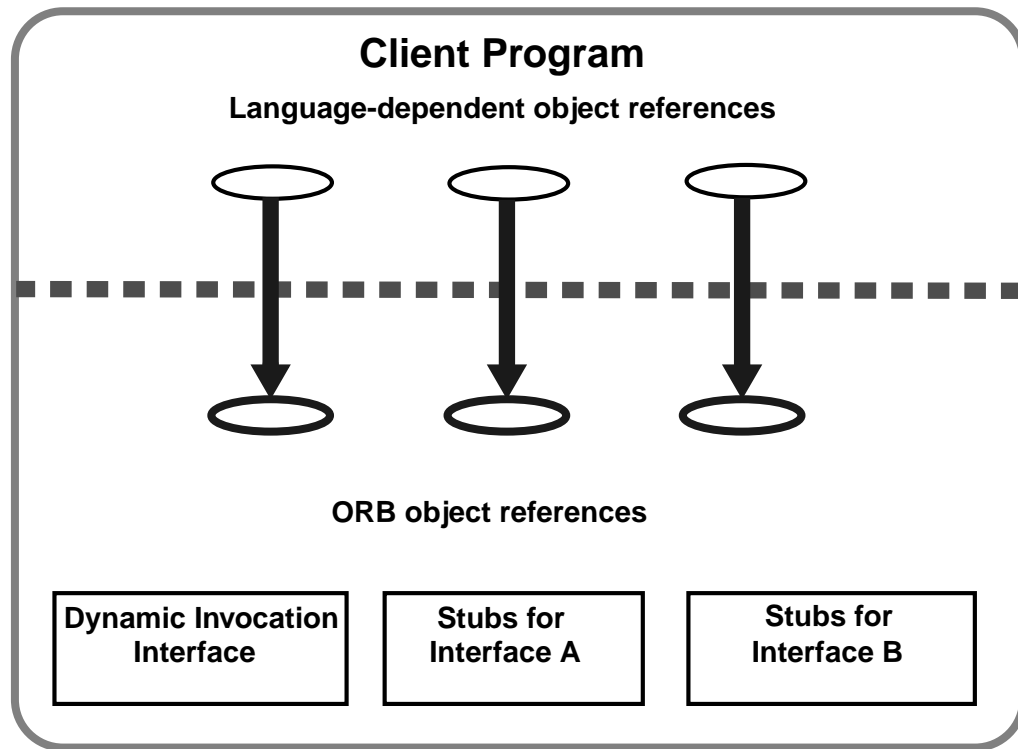 Client Program
Language-dependent object references
ORB object references
Dynamic Invocation
Interface
Stubs for
Interface A
Stubs for
Interface B